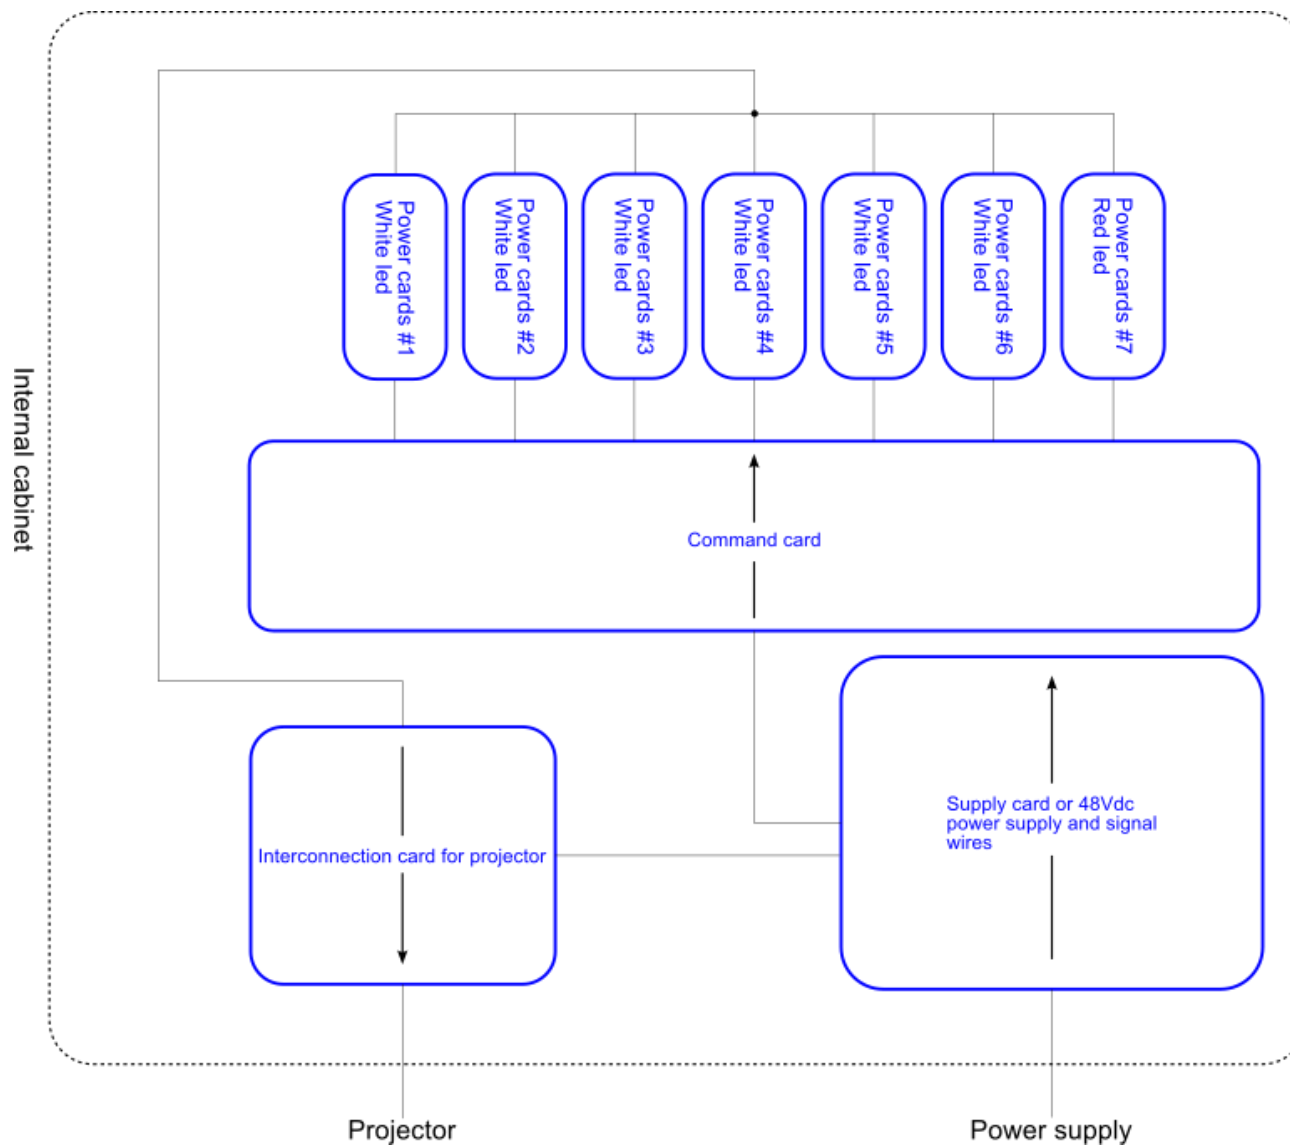 Power cards #1
White led
Power cards #2
White led
Power cards #3
White led
Power cards #4
White led
Power cards #5
White led
Power cards #6
White led
Power cards #7
Red led
Internal cabinet
Command card
Supply card or 48Vdc
power supply and signal
wires
Interconnection card for projector
Projector
Power supply